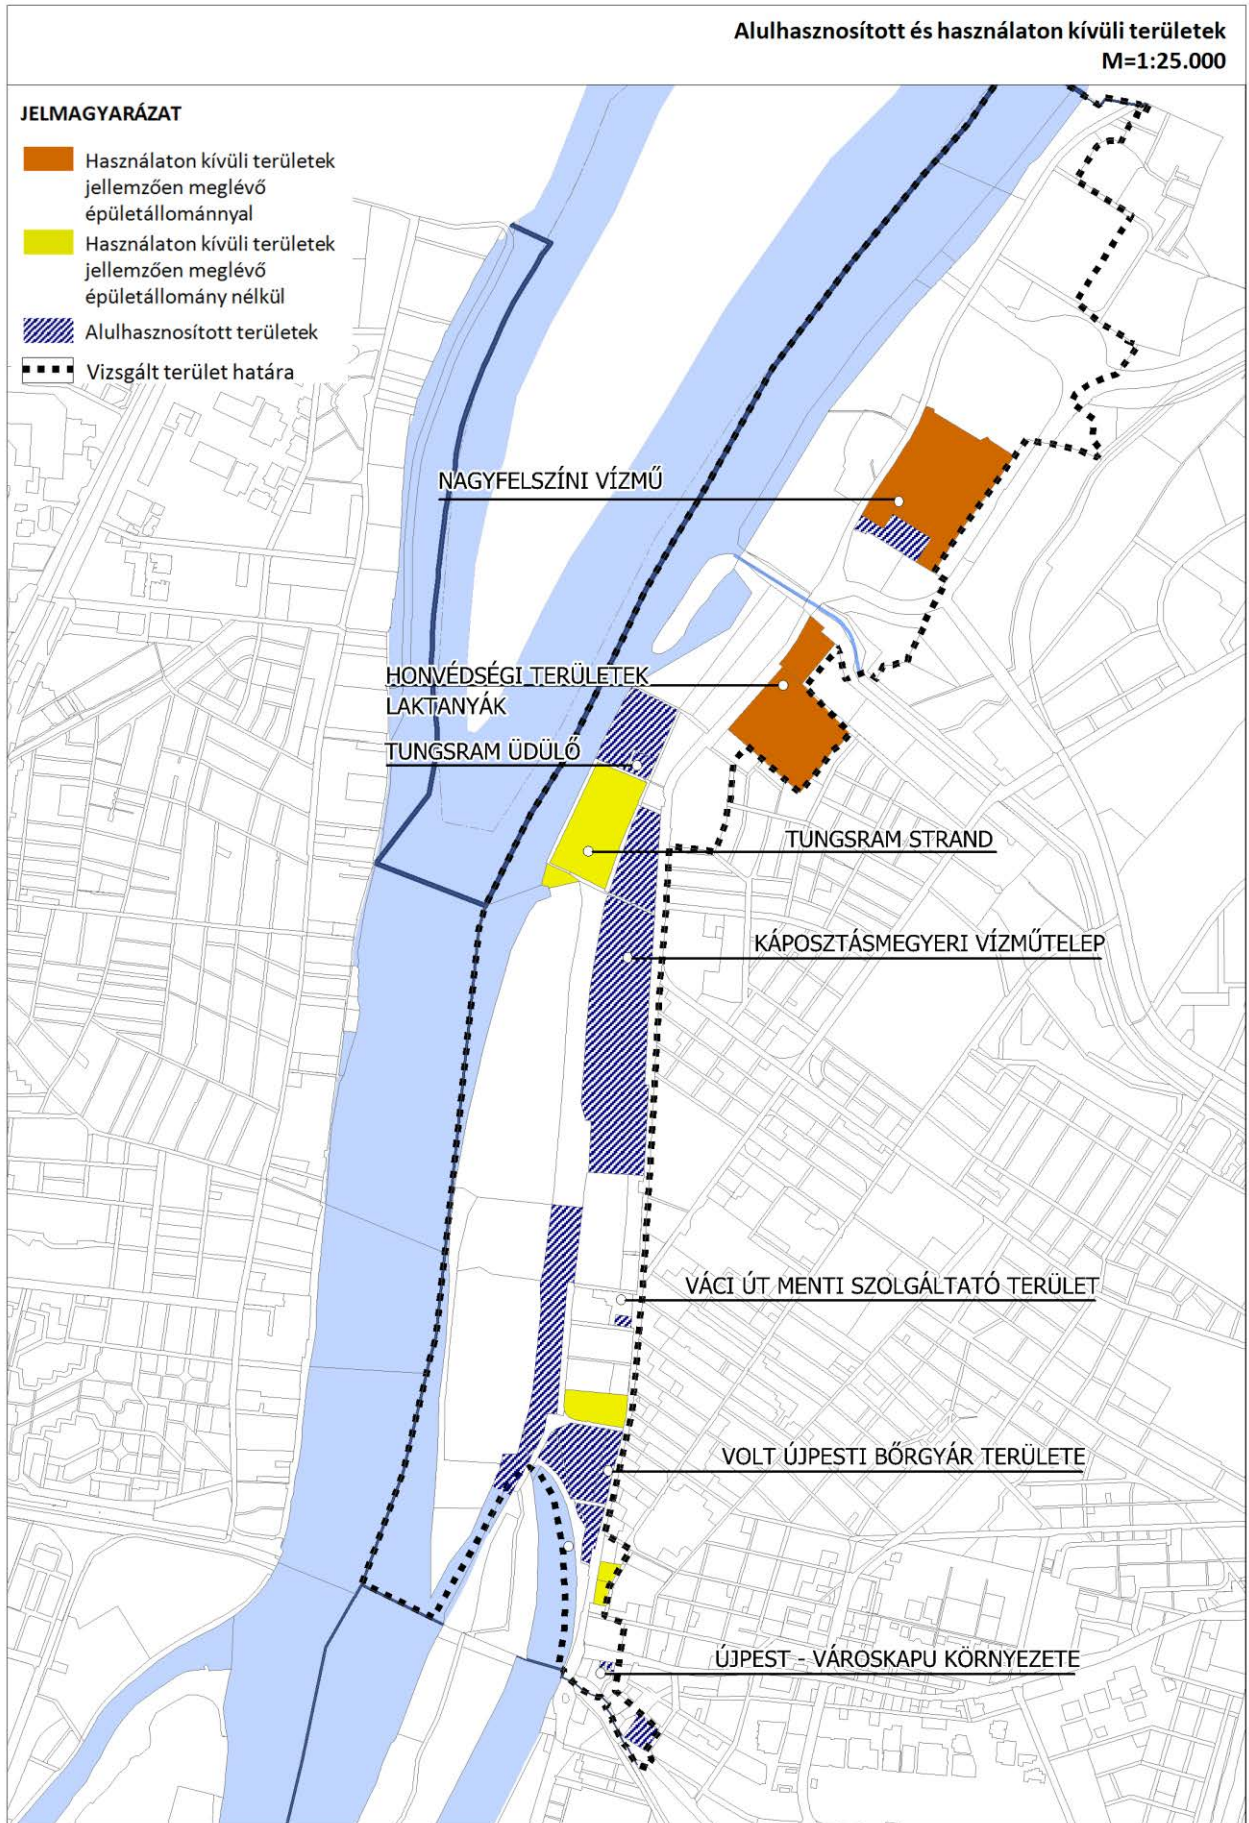 Alulhasznosított és használaton kívüli területek
M=1:25.000
JELMAGYARÁZAT
Használaton kívüli területek
jellemzően meglévő
épületállománnyal
Használaton kívüli területek
jellemzően meglévő
épületállomány nélkül
Alulhasznosított területek
Vizsgált terület határa
NAGYFELSZÍNI VÍZMŰ
HONVÉDSÉGI TERÜLETEK
LAKTANYÁK
TUNGSRAM ÜDÜLŐ
TUNGSRAM STRAND
KÁPOSZTÁSMEGYERI VÍZMŰTELEP
VÁCI ÚT MENTI SZOLGÁLTATÓ TERÜLET
VOLT ÚJPESTI BŐRGYÁR TERÜLETE
ÚJPEST - VÁROSKAPU KÖRNYEZETE